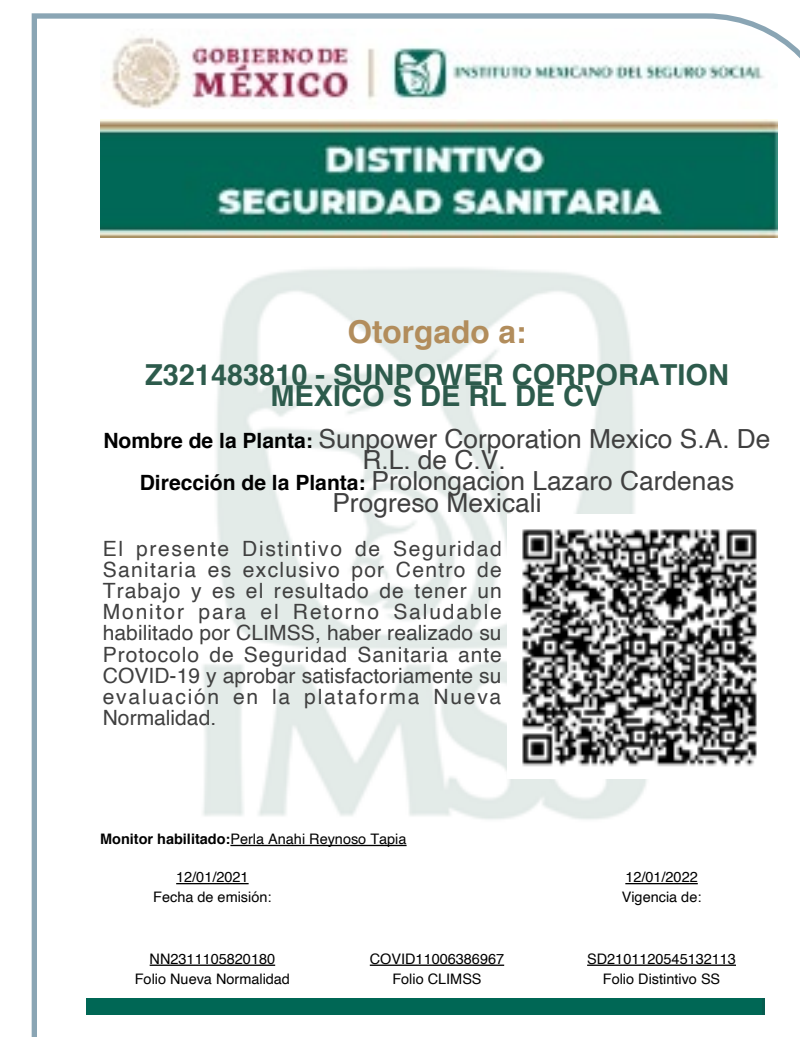 GOBIERNO DE
MÉXICO
INSTITUTO MEXICANO DEL SEGURO SOCIAL
DISTINTIVO
SEGURIDAD SANITARIA
Otorgado a:
Z321483810 - SUNPOWER CORPORATION
MEXICO S DE RL DE CV
Nombre de la Planta: Sunpower Corporation Mexico S.A. De
R.L. de C.V.
Dirección de la Planta: Prolongacion Lazaro Cardenas
Progreso Mexicali
El presente Distintivo de Seguridad
Sanitaria es exclusivo por Centro de
Trabajo y es el resultado de tener un
Monitor para el Retorno Saludable
habilitado por CLIMSS, haber realizado su
Protocolo de Seguridad Sanitaria ante
COVID-19 y aprobar satisfactoriamente su
evaluación en la plataforma Nueva
Normalidad.
IMSS
Monitor habilitado:Perla Anahi Reynoso Tapia
12/01/2021
Fecha de emisión:
12/01/2022
Vigencia de:
NN2311105820180
Folio Nueva Normalidad
COVID11006386967
Folio CLIMSS
SD2101120545132113
Folio Distintivo SS